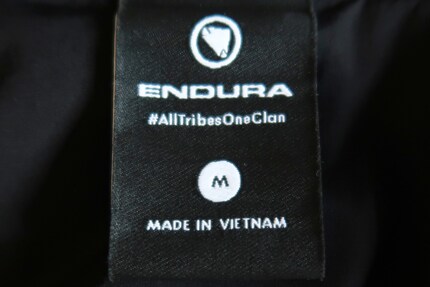 ENDURA
#AllTribesOneClan
M
MADE IN VIETNAM